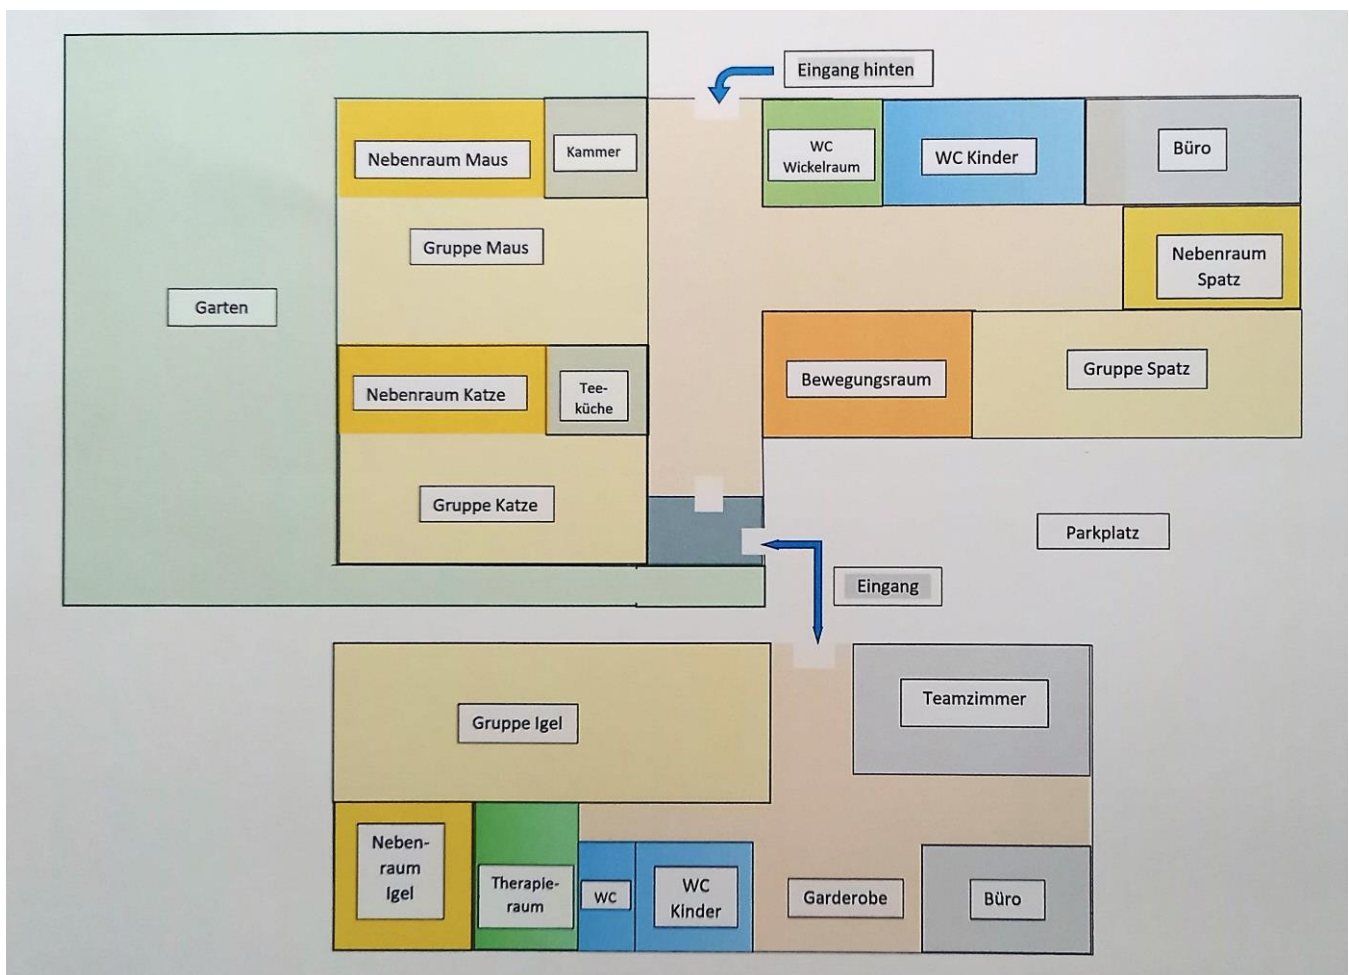 Eingang hinten
Nebenraum Maus
Kammer
WC
Wickelraum
WC Kinder
Büro
Gruppe Maus
Nebenraum
Spatz
Garten
Nebenraum Katze
Tee-
küche
Bewegungsraum
Gruppe Spatz
Gruppe Katze
Parkplatz
Eingang
Gruppe Igel
Teamzimmer
Neben-
raum
Igel
Therapie-
raum
WC
WC
Kinder
Garderobe
Büro